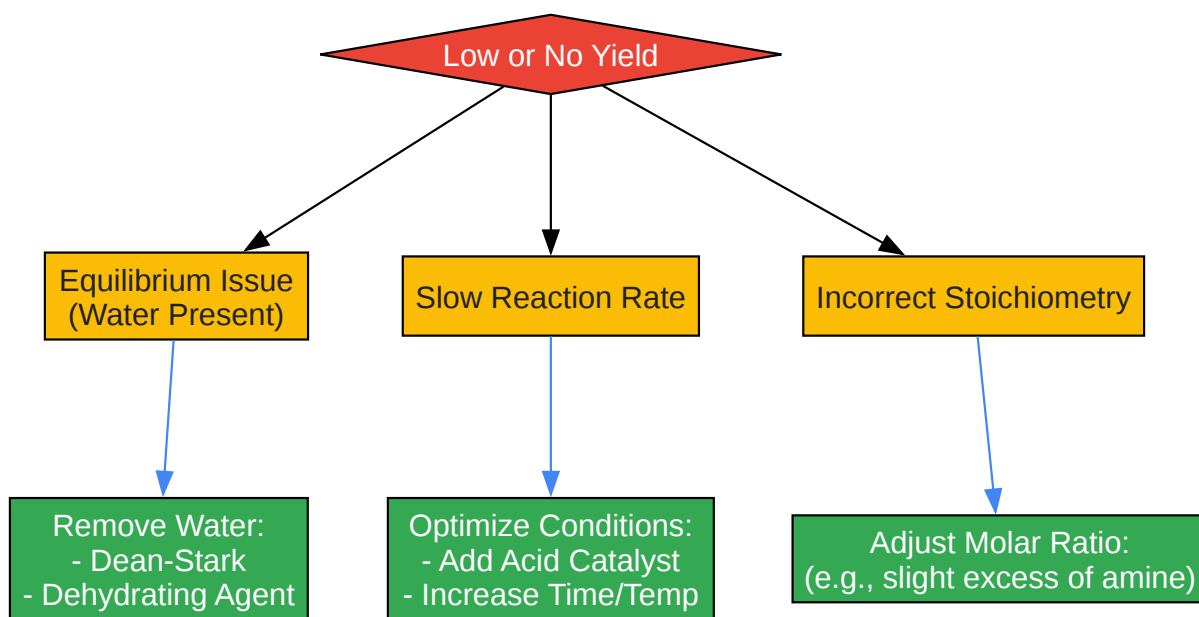 Low or No Yield
Equilibrium Issue
(Water Present)
Slow Reaction Rate
Incorrect Stoichiometry
Remove Water:
- Dean-Stark
- Dehydrating Agent
Optimize Conditions:
- Add Acid Catalyst
- Increase Time/Temp
Adjust Molar Ratio:
(e.g., slight excess of amine)